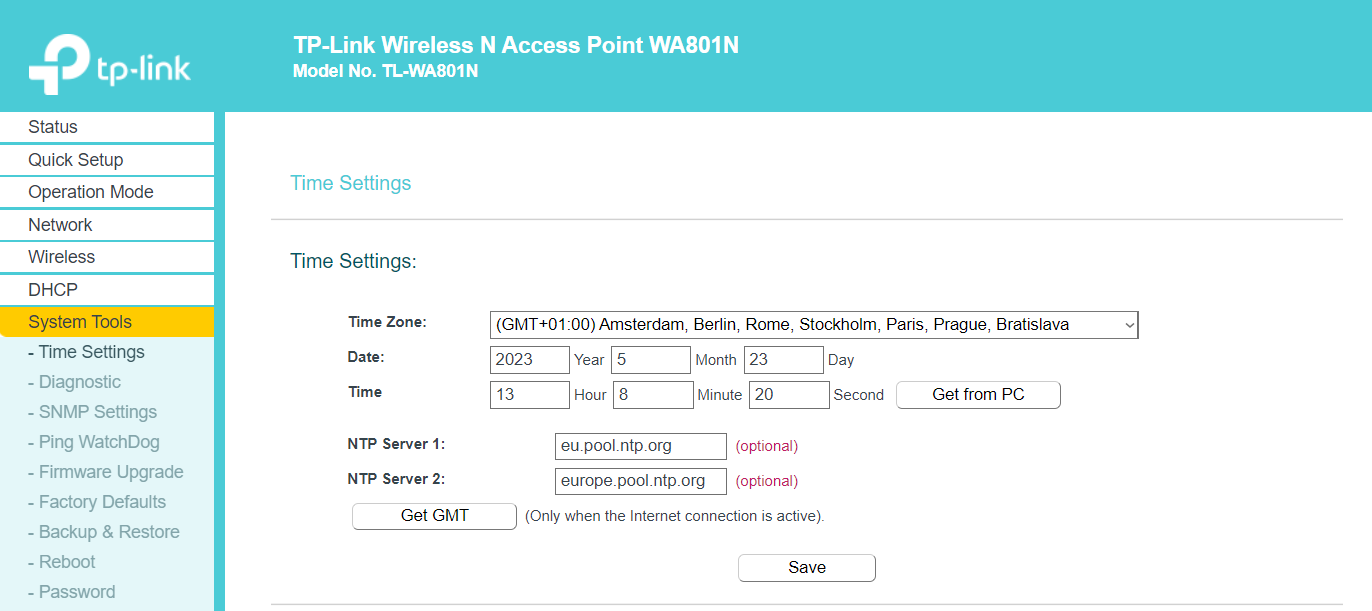 tp-link
TP-Link Wireless N Access Point WA801N
Model No. TL-WA801N
Status
Quick Setup
Operation Mode
Network
Wireless
DHCP
System Tools
- Time Settings
- Diagnostic
- SNMP Settings
- Ping WatchDog
- Firmware Upgrade
- Factory Defaults
- Backup & Restore
- Reboot
- Password
Time Settings
Time Settings:
Time Zone: (GMT+01:00) Amsterdam, Berlin, Rome, Stockholm, Paris, Prague, Bratislava
Date: 2023 Year 5 Month 23 Day
Time 13 Hour 8 Minute 20 Second Get from PC
NTP Server 1: eu.pool.ntp.org (optional)
NTP Server 2: europe.pool.ntp.org (optional)
Get GMT (Only when the Internet connection is active).
Save